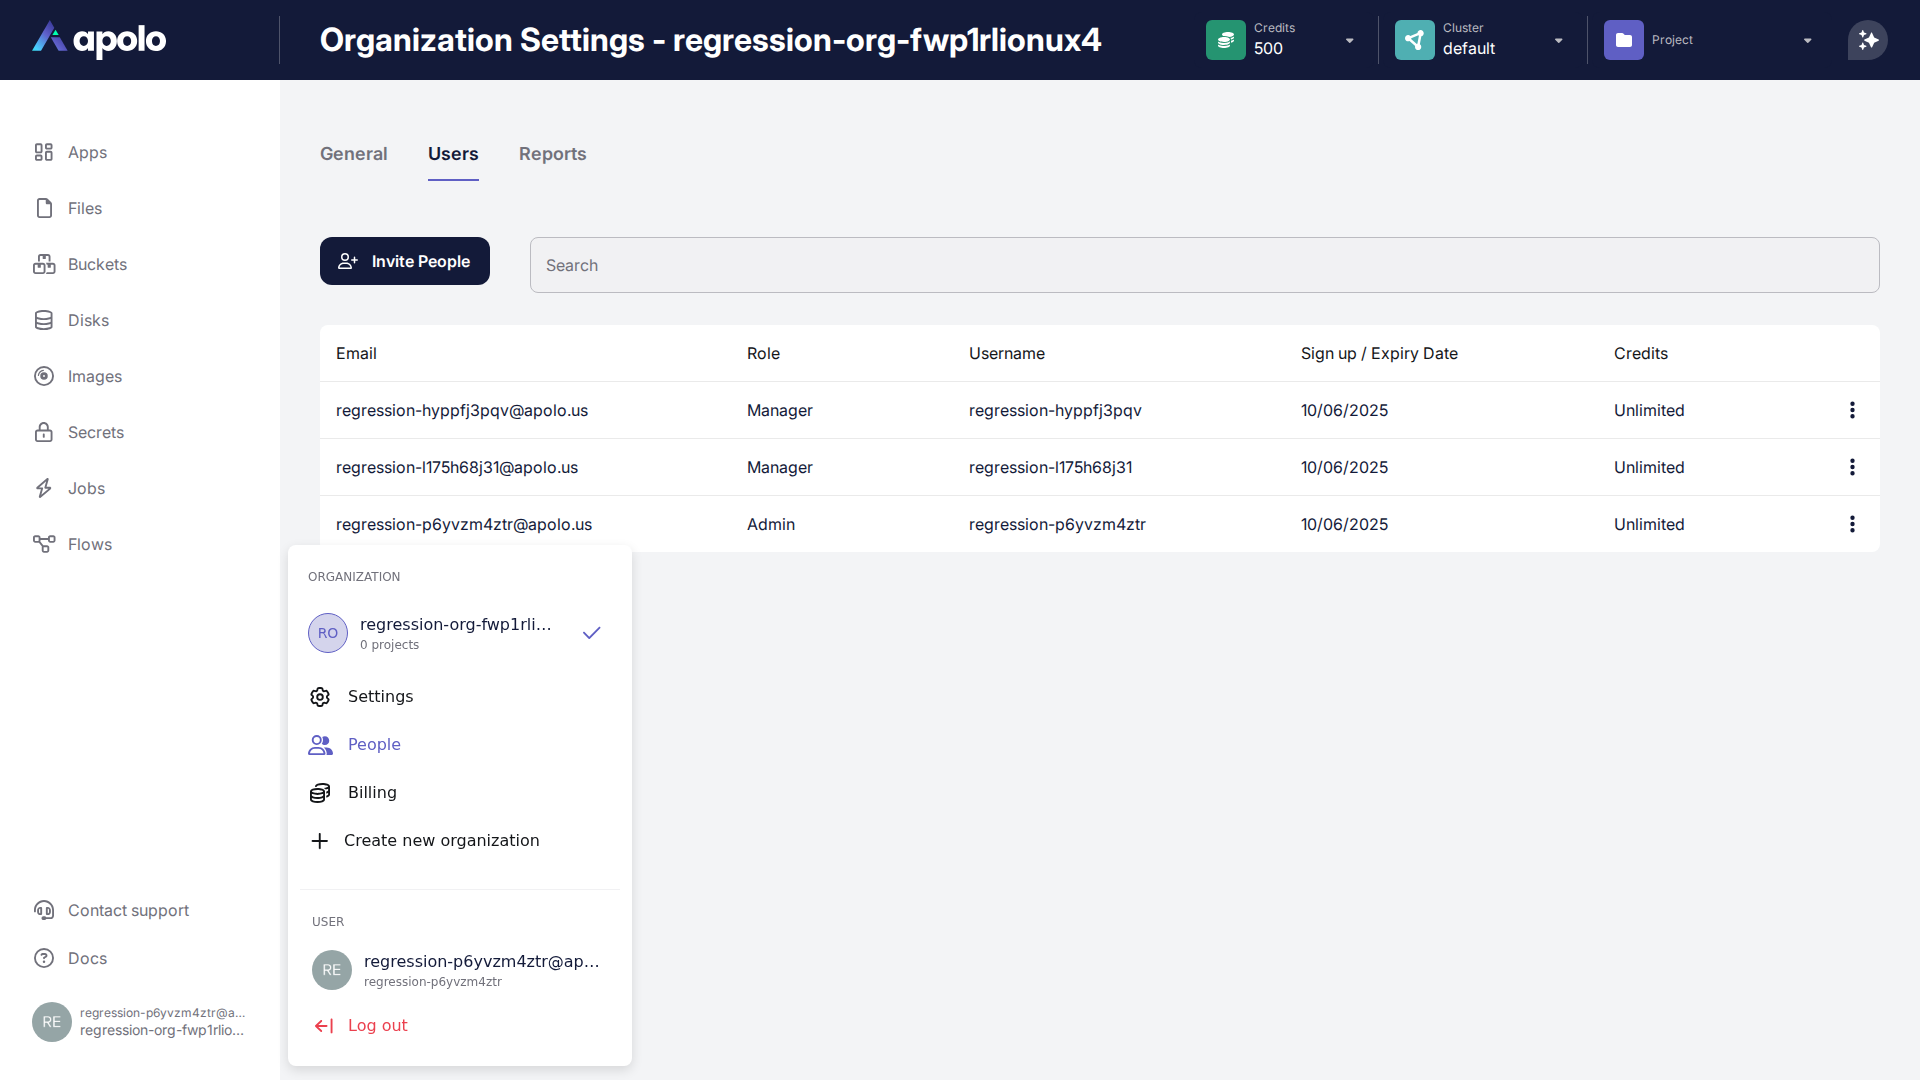 apolo
Organization Settings - regression-org-fwp1rlionux4
Credits
500
Cluster
default
Project
Apps
Files
Buckets
Disks
Images
Secrets
Jobs
Flows
Contact support
Docs
RE
regression-p6yvzm4ztr@a...
regression-org-fwp1rlio...
General
Users
Reports
Invite People
Search
Email Role Username Sign up / Expiry Date Credits
regression-hyppfj3pqv@apolo.us Manager regression-hyppfj3pqv 10/06/2025 Unlimited
regression-l175h68j31@apolo.us Manager regression-l175h68j31 10/06/2025 Unlimited
regression-p6yvzm4ztr@apolo.us Admin regression-p6yvzm4ztr 10/06/2025 Unlimited
ORGANIZATION
RO
regression-org-fwp1rli...
0 projects
Settings
People
Billing
Create new organization
USER
RE
regression-p6yvzm4ztr@ap...
regression-p6yvzm4ztr
Log out